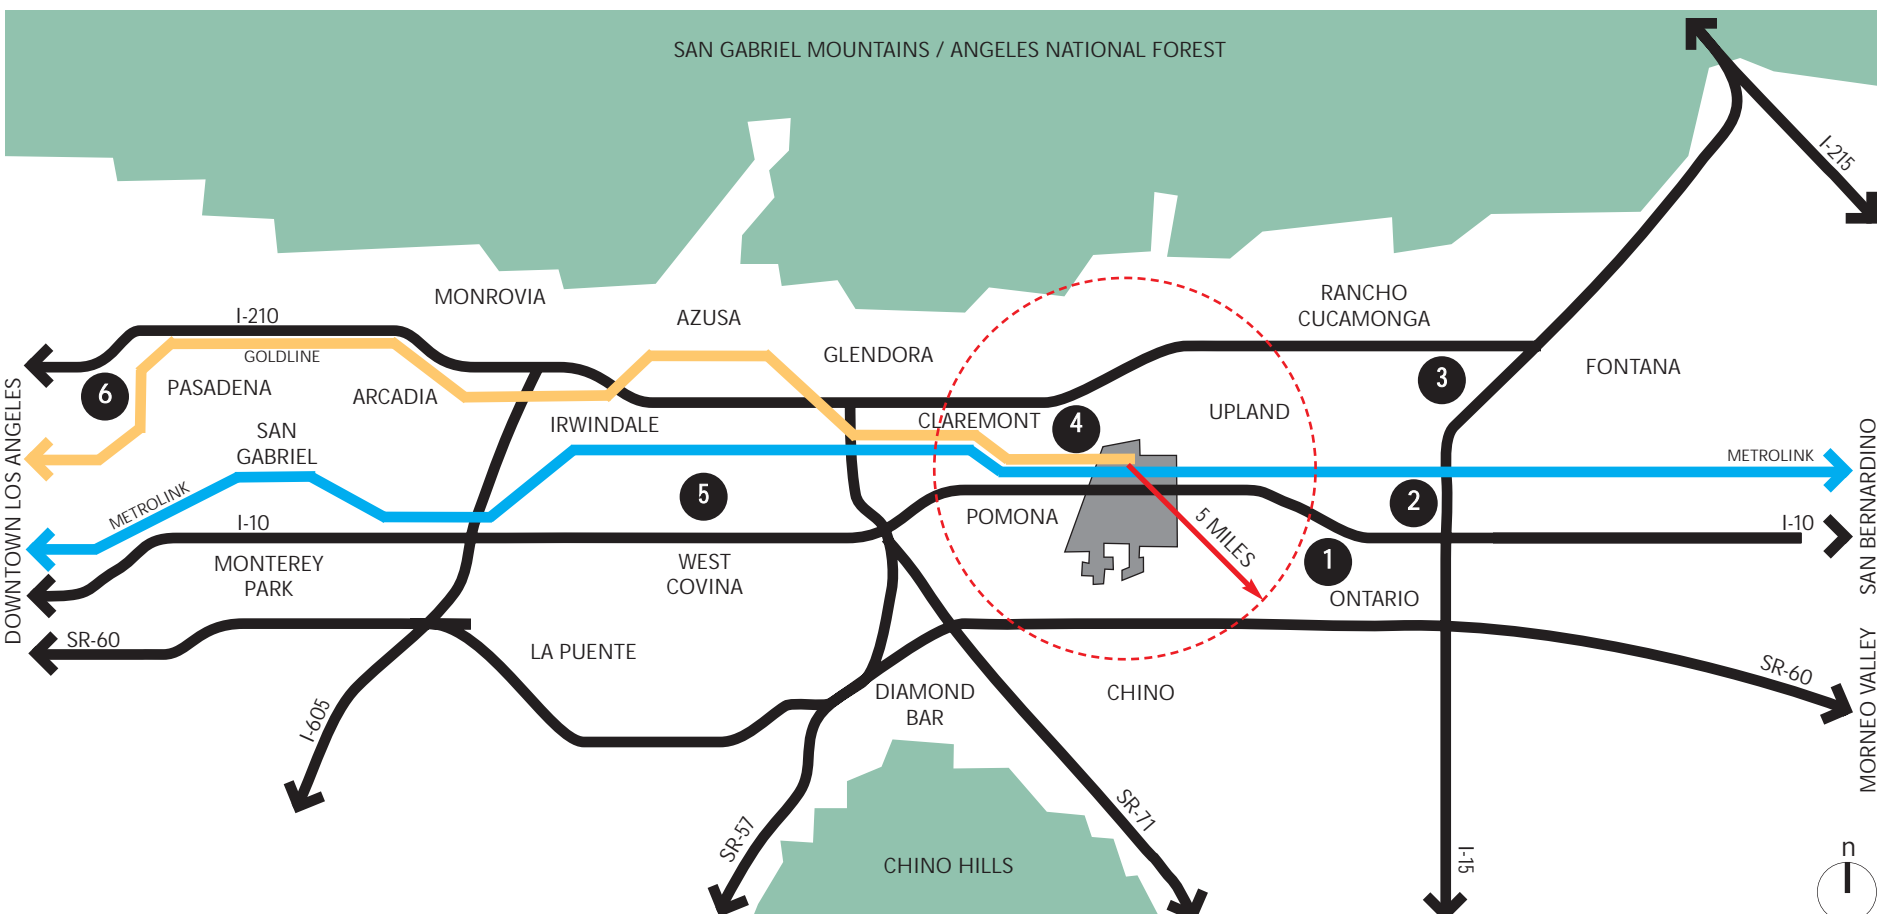 SAN GABRIEL MOUNTAINS / ANGELES NATIONAL FOREST
I-215
MONROVIA
RANCHO
CUCAMONGA
I-210
AZUSA
GOLDLINE
GLENDORA
FONTANA
3
6
PASADENA
ARCADIA
CLAREMONT
4
UPLAND
IRWINDALE
SAN
GABRIEL
METROLINK
METROLINK
5
2
POMONA
I-10
I-10
5 MILES
1
MONTEREY
PARK
WEST
COVINA
ONTARIO
DOWNTOWN LOS ANGELES
SAN BERNARDINO
SR-60
LA PUENTE
SR-60
MORNEO VALLEY
DIAMOND
BAR
CHINO
I-605
SR-57
SR-71
CHINO HILLS
I-15
n